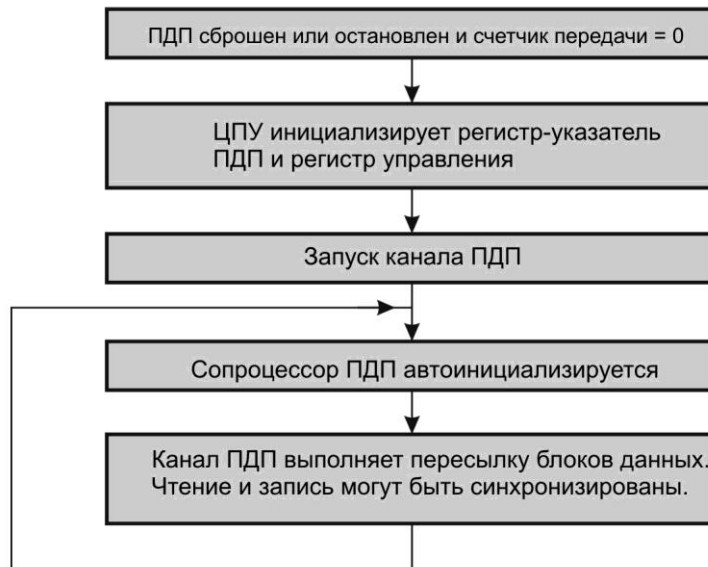 ПДП сброшен или остановлен и счетчик передачи = 0
ЦПУ инициализирует регистр-указатель
ПДП и регистр управления
Запуск канала ПДП
Сопроцессор ПДП автоинициализируется
Канал ПДП выполняет пересылку блоков данных.
Чтение и запись могут быть синхронизированы.